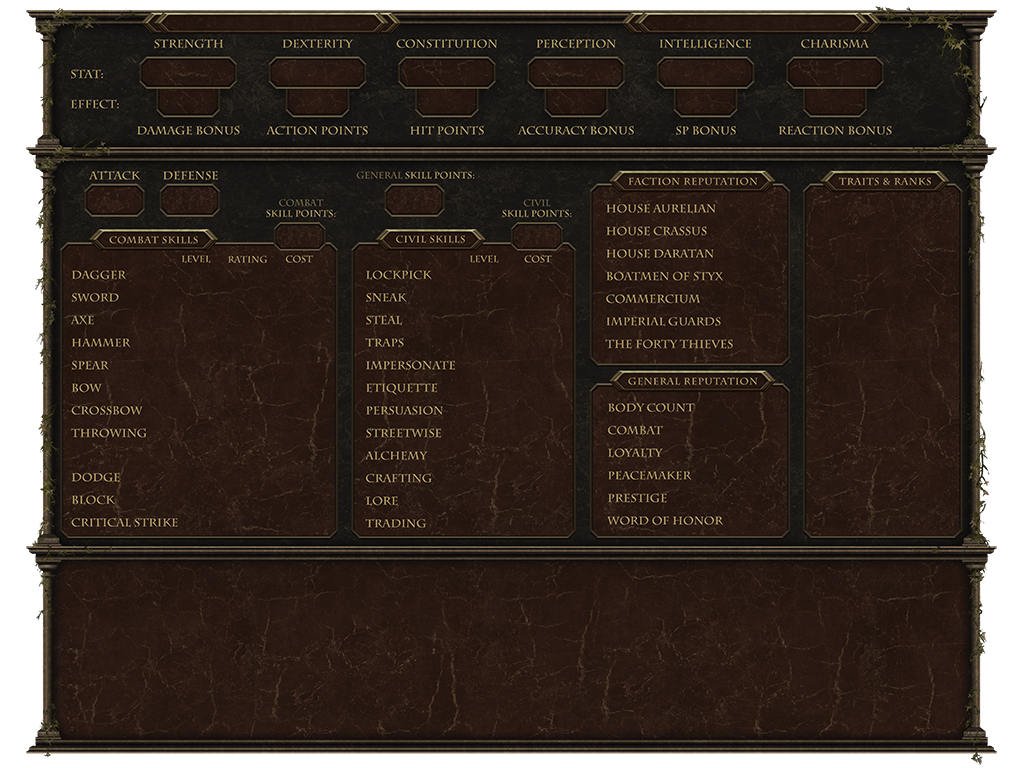 STRENGTH DEXTERITY CONSTITUTION PERCEPTION INTELLIGENCE CHARISMA
STAT:
EFFECT:
DAMAGE BONUS ACTION POINTS HIT POINTS ACCURACY BONUS SP BONUS REACTION BONUS
ATTACK DEFENSE
GENERAL SKILL POINTS:
COMBAT
SKILL POINTS:
CIVIL
SKILL POINTS:
COMBAT SKILLS
LEVEL RATING COST
DAGGER
SWORD
AXE
HAMMER
SPEAR
BOW
CROSSBOW
THROWING
DODGE
BLOCK
CRITICAL STRIKE
CIVIL SKILLS
LEVEL COST
LOCKPICK
SNEAK
STEAL
TRAPS
IMPERSONATE
ETIQUETTE
PERSUASION
STREETWISE
ALCHEMY
CRAFTING
LORE
TRADING
FACTION REPUTATION
HOUSE AURELIAN
HOUSE CRASSUS
HOUSE DARATAN
BOATMEN OF STYX
COMMERCIUM
IMPERIAL GUARDS
THE FORTY THIEVES
GENERAL REPUTATION
BODY COUNT
COMBAT
LOYALTY
PEACEMAKER
PRESTIGE
WORD OF HONOR
TRAITS & RANKS